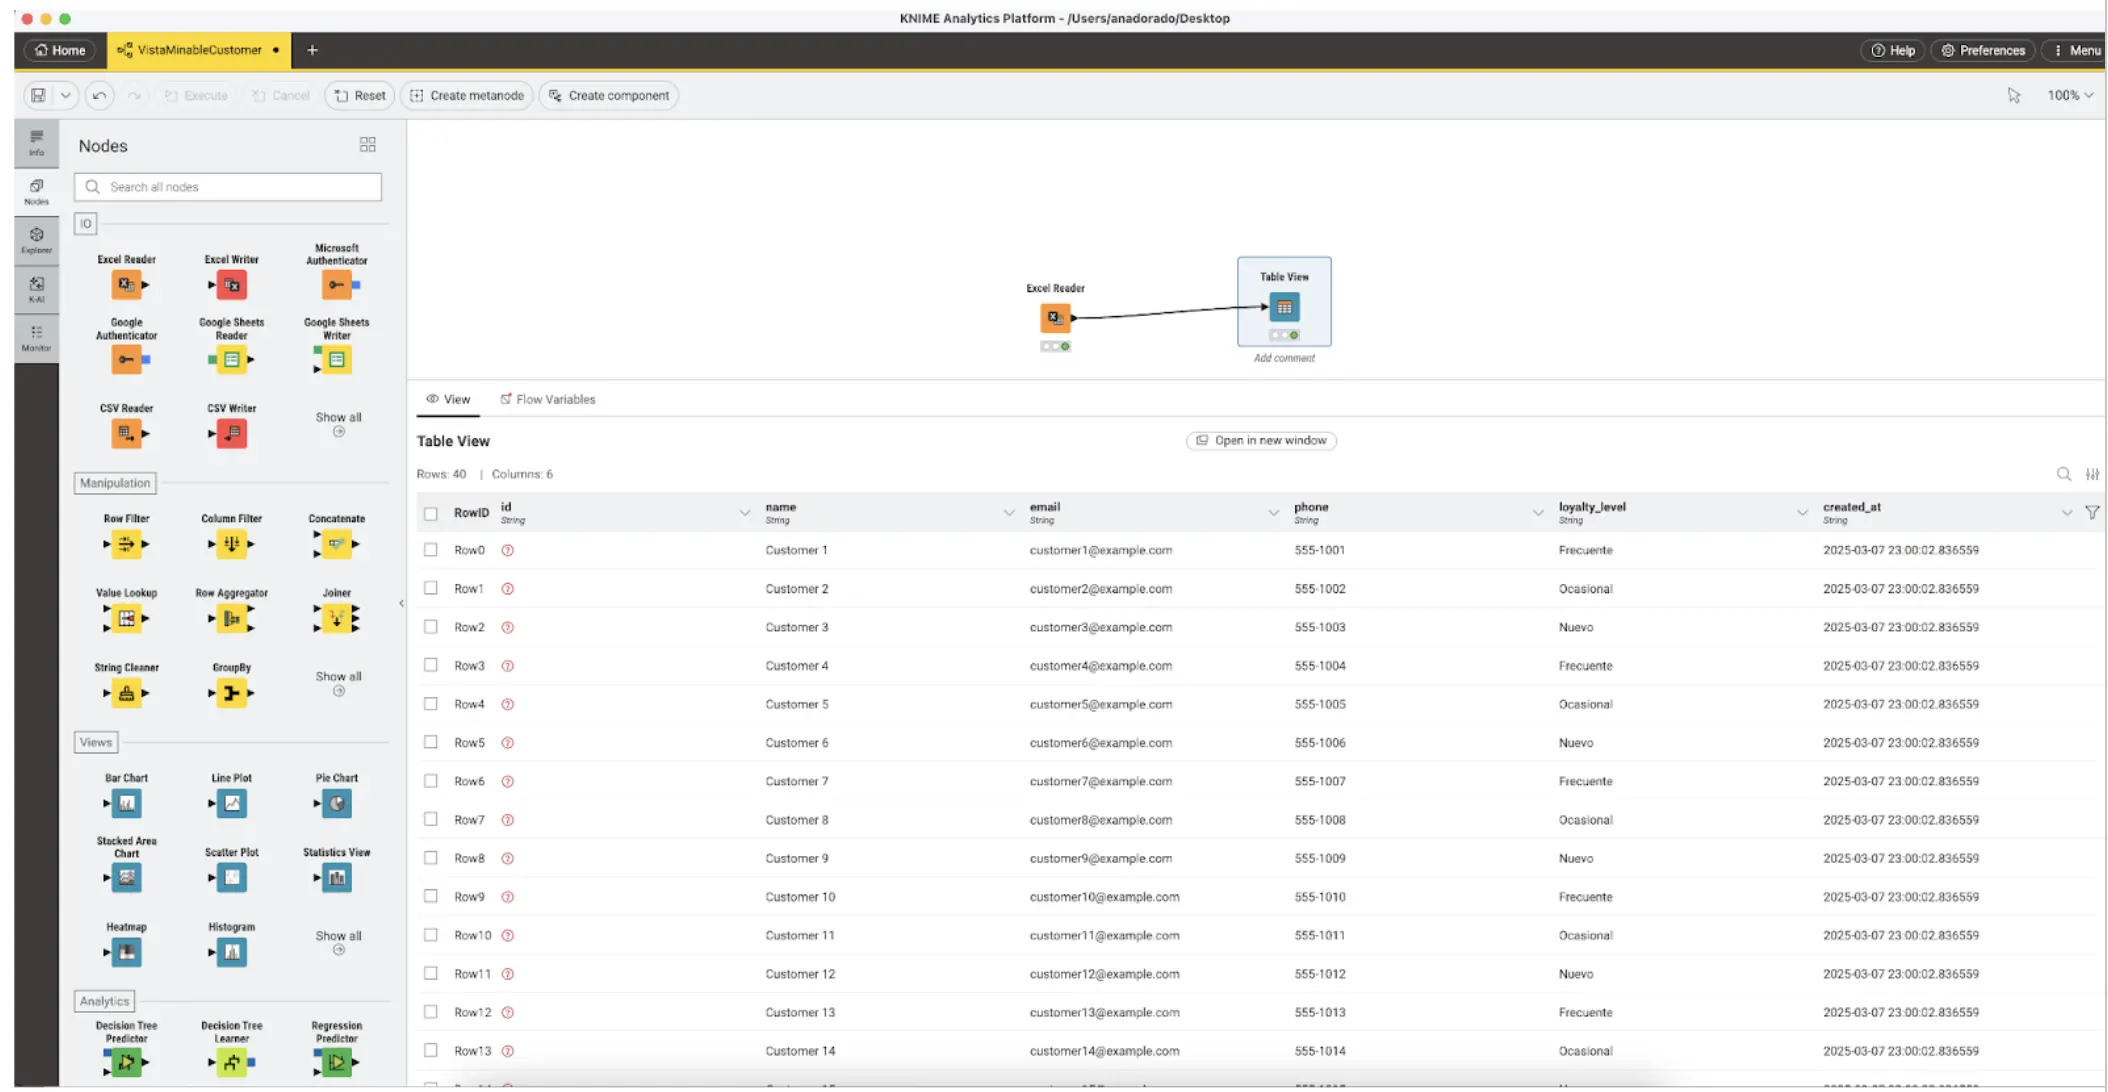 KNIME Analytics Platform - /Users/anadorado/Desktop
Home
VistaMinableCustomer
+
Help
Preferences
Menu
Execute
Cancel
Reset
Create metanode
Create component
100%
Info
Nodes
Explorer
K-AI
Monitor
Nodes
Search all nodes
IO
Excel Reader
Excel Writer
Microsoft
Authenticator
Google
Authenticator
Google Sheets
Reader
Google Sheets
Writer
CSV Reader
CSV Writer
Show all
Manipulation
Row Filter
Column Filter
Concatenate
Value Lookup
Row Aggregator
Joiner
String Cleaner
GroupBy
Show all
Views
Bar Chart
Line Plot
Pie Chart
Stacked Area
Chart
Scatter Plot
Statistics View
Heatmap
Histogram
Show all
Analytics
Decision Tree
Predictor
Decision Tree
Learner
Regression
Predictor
Excel Reader
Table View
Add comment
View
Flow Variables
Table View
Open in new window
Rows: 40 | Columns: 6
RowID id name email phone loyalty_level created_at
String String String String String String
Row0 ? Customer 1 customer1@example.com 555-1001 Frecuente 2025-03-07 23:00:02.836559
Row1 ? Customer 2 customer2@example.com 555-1002 Ocasional 2025-03-07 23:00:02.836559
Row2 ? Customer 3 customer3@example.com 555-1003 Nuevo 2025-03-07 23:00:02.836559
Row3 ? Customer 4 customer4@example.com 555-1004 Frecuente 2025-03-07 23:00:02.836559
Row4 ? Customer 5 customer5@example.com 555-1005 Ocasional 2025-03-07 23:00:02.836559
Row5 ? Customer 6 customer6@example.com 555-1006 Nuevo 2025-03-07 23:00:02.836559
Row6 ? Customer 7 customer7@example.com 555-1007 Frecuente 2025-03-07 23:00:02.836559
Row7 ? Customer 8 customer8@example.com 555-1008 Ocasional 2025-03-07 23:00:02.836559
Row8 ? Customer 9 customer9@example.com 555-1009 Nuevo 2025-03-07 23:00:02.836559
Row9 ? Customer 10 customer10@example.com 555-1010 Frecuente 2025-03-07 23:00:02.836559
Row10 ? Customer 11 customer11@example.com 555-1011 Ocasional 2025-03-07 23:00:02.836559
Row11 ? Customer 12 customer12@example.com 555-1012 Nuevo 2025-03-07 23:00:02.836559
Row12 ? Customer 13 customer13@example.com 555-1013 Frecuente 2025-03-07 23:00:02.836559
Row13 ? Customer 14 customer14@example.com 555-1014 Ocasional 2025-03-07 23:00:02.836559